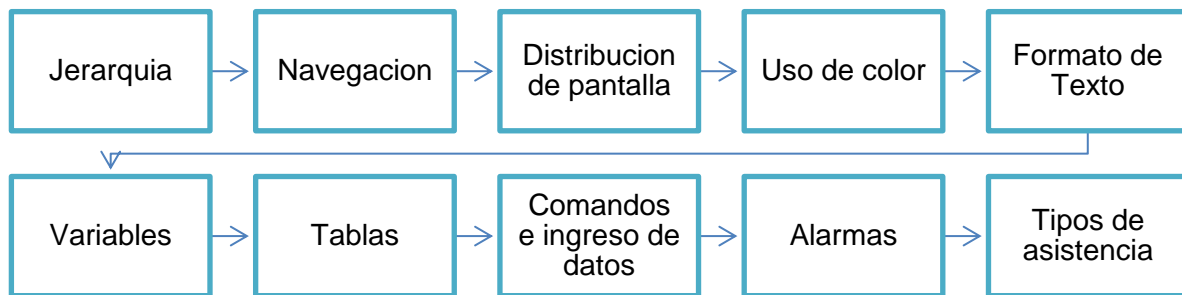 Jerarquia
Navegacion
Distribucion
de pantalla
Uso de color
Formato de
Texto
Variables
Tablas
Comandos
e ingreso de
datos
Alarmas
Tipos de
asistencia